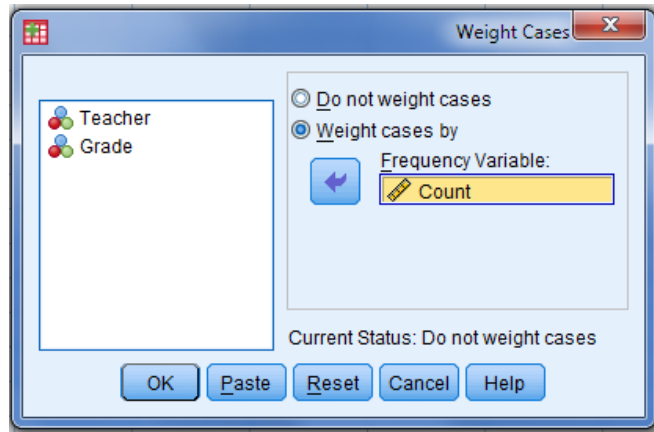 Weight Cases
Teacher
Grade
Do not weight cases
Weight cases by
Frequency Variable:
Count
Current Status: Do not weight cases
OK
Paste
Reset
Cancel
Help